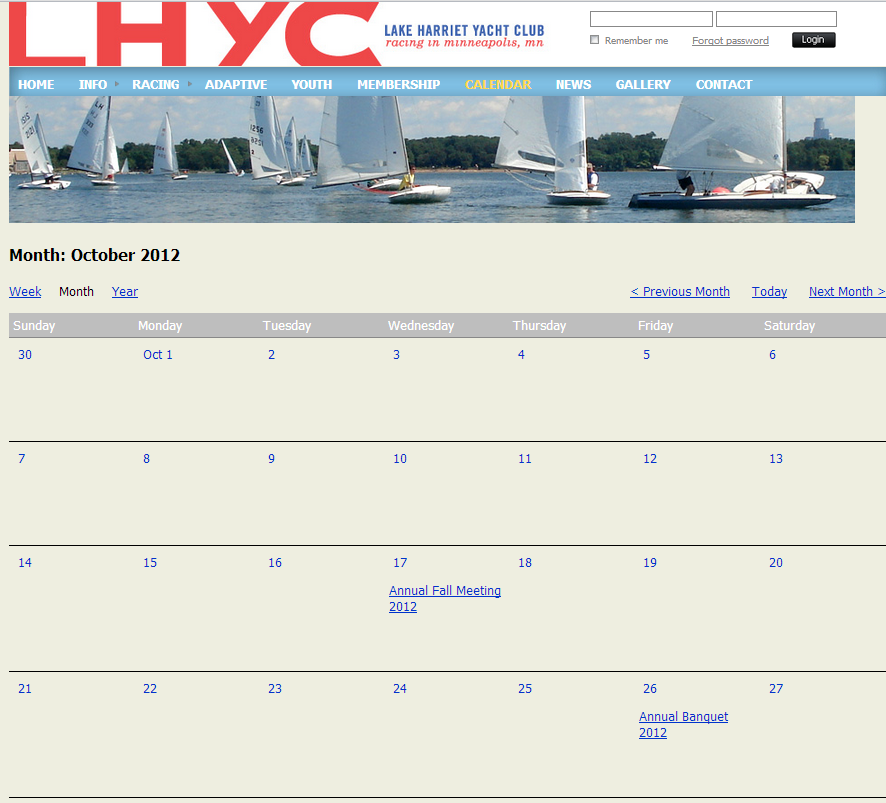 LHYC
LAKE HARRIET YACHT CLUB
racing in minneapolis, mn
Remember me Forgot password Login
HOME INFO RACING ADAPTIVE YOUTH MEMBERSHIP CALENDAR NEWS GALLERY CONTACT
Month: October 2012
Week Month Year < Previous Month Today Next Month >
Sunday Monday Tuesday Wednesday Thursday Friday Saturday
30 Oct 1 2 3 4 5 6
7 8 9 10 11 12 13
14 15 16 17 18 19 20
Annual Fall Meeting
2012
21 22 23 24 25 26 27
Annual Banquet
2012